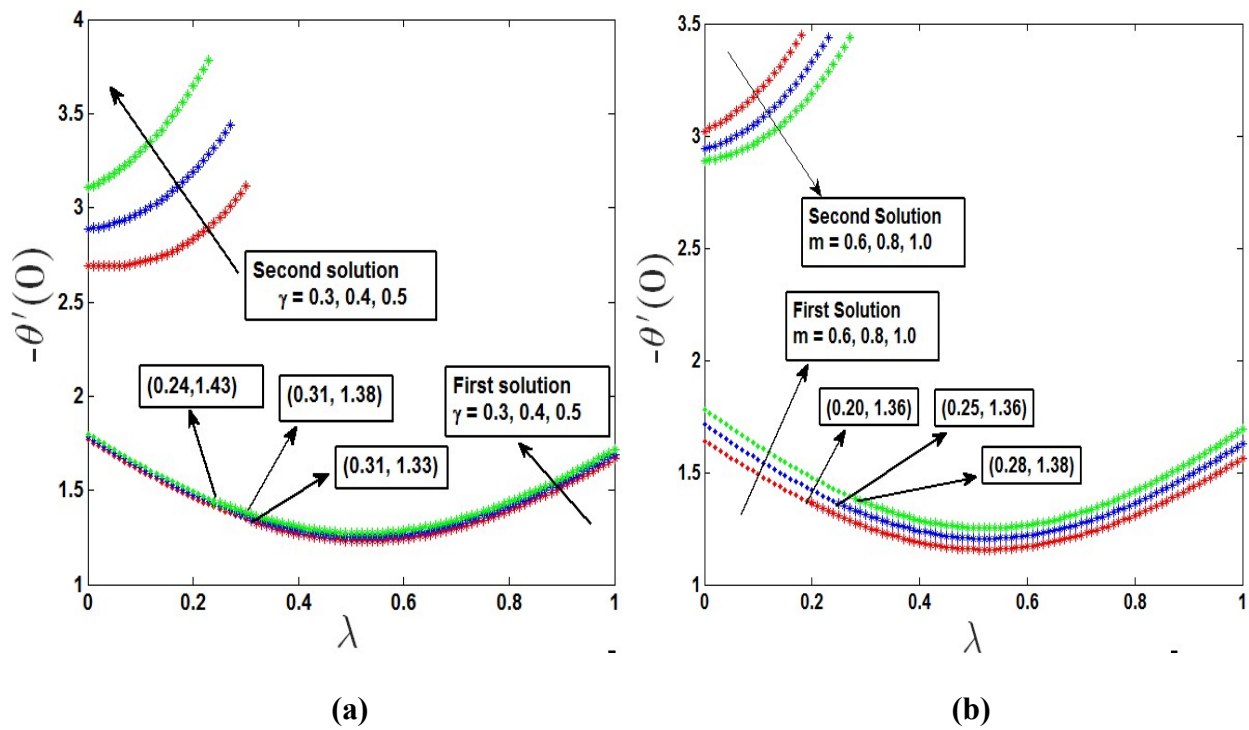 4
3.5
3
2.5
2
1.5
1
-θ'(0)
Second solution
γ = 0.3, 0.4, 0.5
(0.24,1.43)
(0.31, 1.38)
(0.31, 1.33)
First solution
γ = 0.3, 0.4, 0.5
0 0.2 0.4 0.6 0.8 1
λ
(a)
3.5
3
2.5
2
1.5
1
-θ'(0)
Second Solution
m = 0.6, 0.8, 1.0
First Solution
m = 0.6, 0.8, 1.0
(0.20, 1.36)
(0.25, 1.36)
(0.28, 1.38)
0 0.2 0.4 0.6 0.8 1
λ
(b)